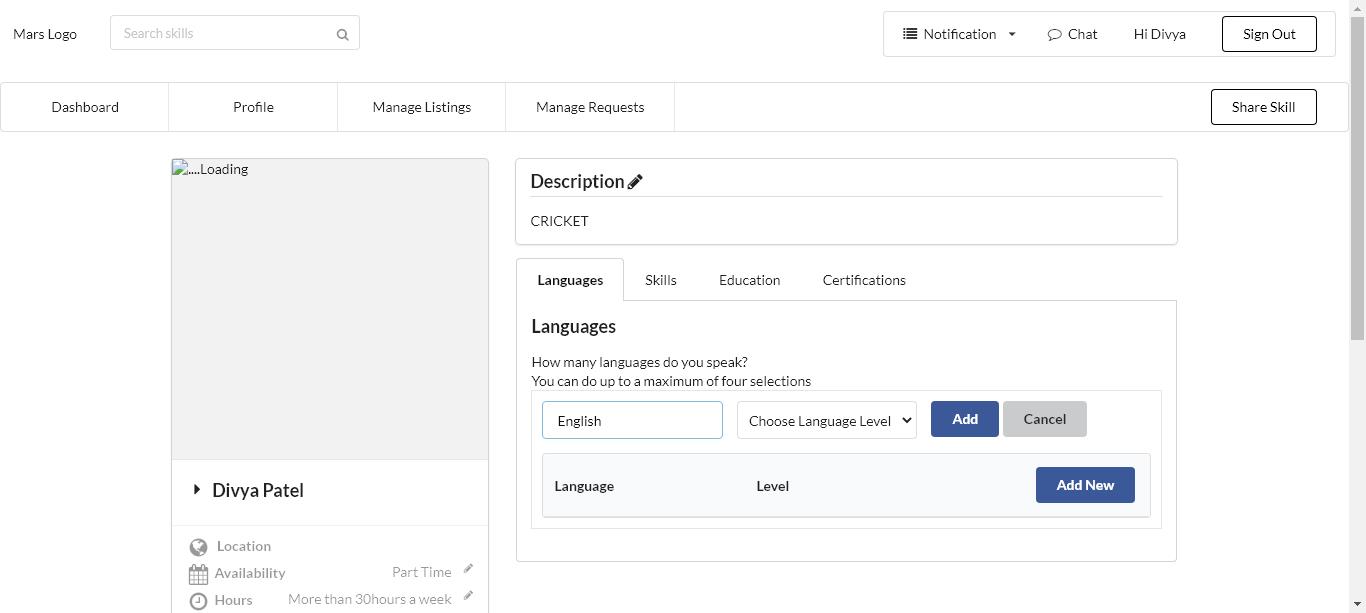 Mars Logo
Search skills
Notification
Chat
Hi Divya
Sign Out
Dashboard
Profile
Manage Listings
Manage Requests
Share Skill
....Loading
Divya Patel
Location
Availability Part Time
Hours More than 30hours a week
Description
CRICKET
Languages Skills Education Certifications
Languages
How many languages do you speak?
You can do up to a maximum of four selections
English Choose Language Level Add Cancel
Language Level Add New